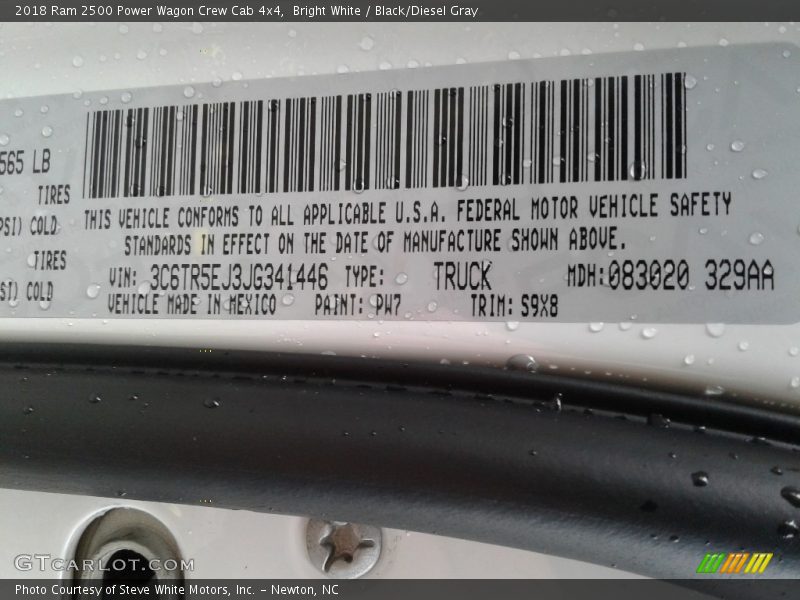 2018 Ram 2500 Power Wagon Crew Cab 4x4,  Bright White / Black/Diesel Gray
565 LB
TIRES
PSI) COLD
TIRES
SI) COLD
THIS VEHICLE CONFORMS TO ALL APPLICABLE U.S.A. FEDERAL MOTOR VEHICLE SAFETY
STANDARDS IN EFFECT ON THE DATE OF MANUFACTURE SHOWN ABOVE.
VIN: 3C6TR5EJ3JG341446 TYPE: TRUCK MDH:083020 329AA
VEHICLE MADE IN MEXICO PAINT: PW7 TRIM: S9X8
GTCARLOT.COM
Photo Courtesy of Steve White Motors, Inc. - Newton, NC